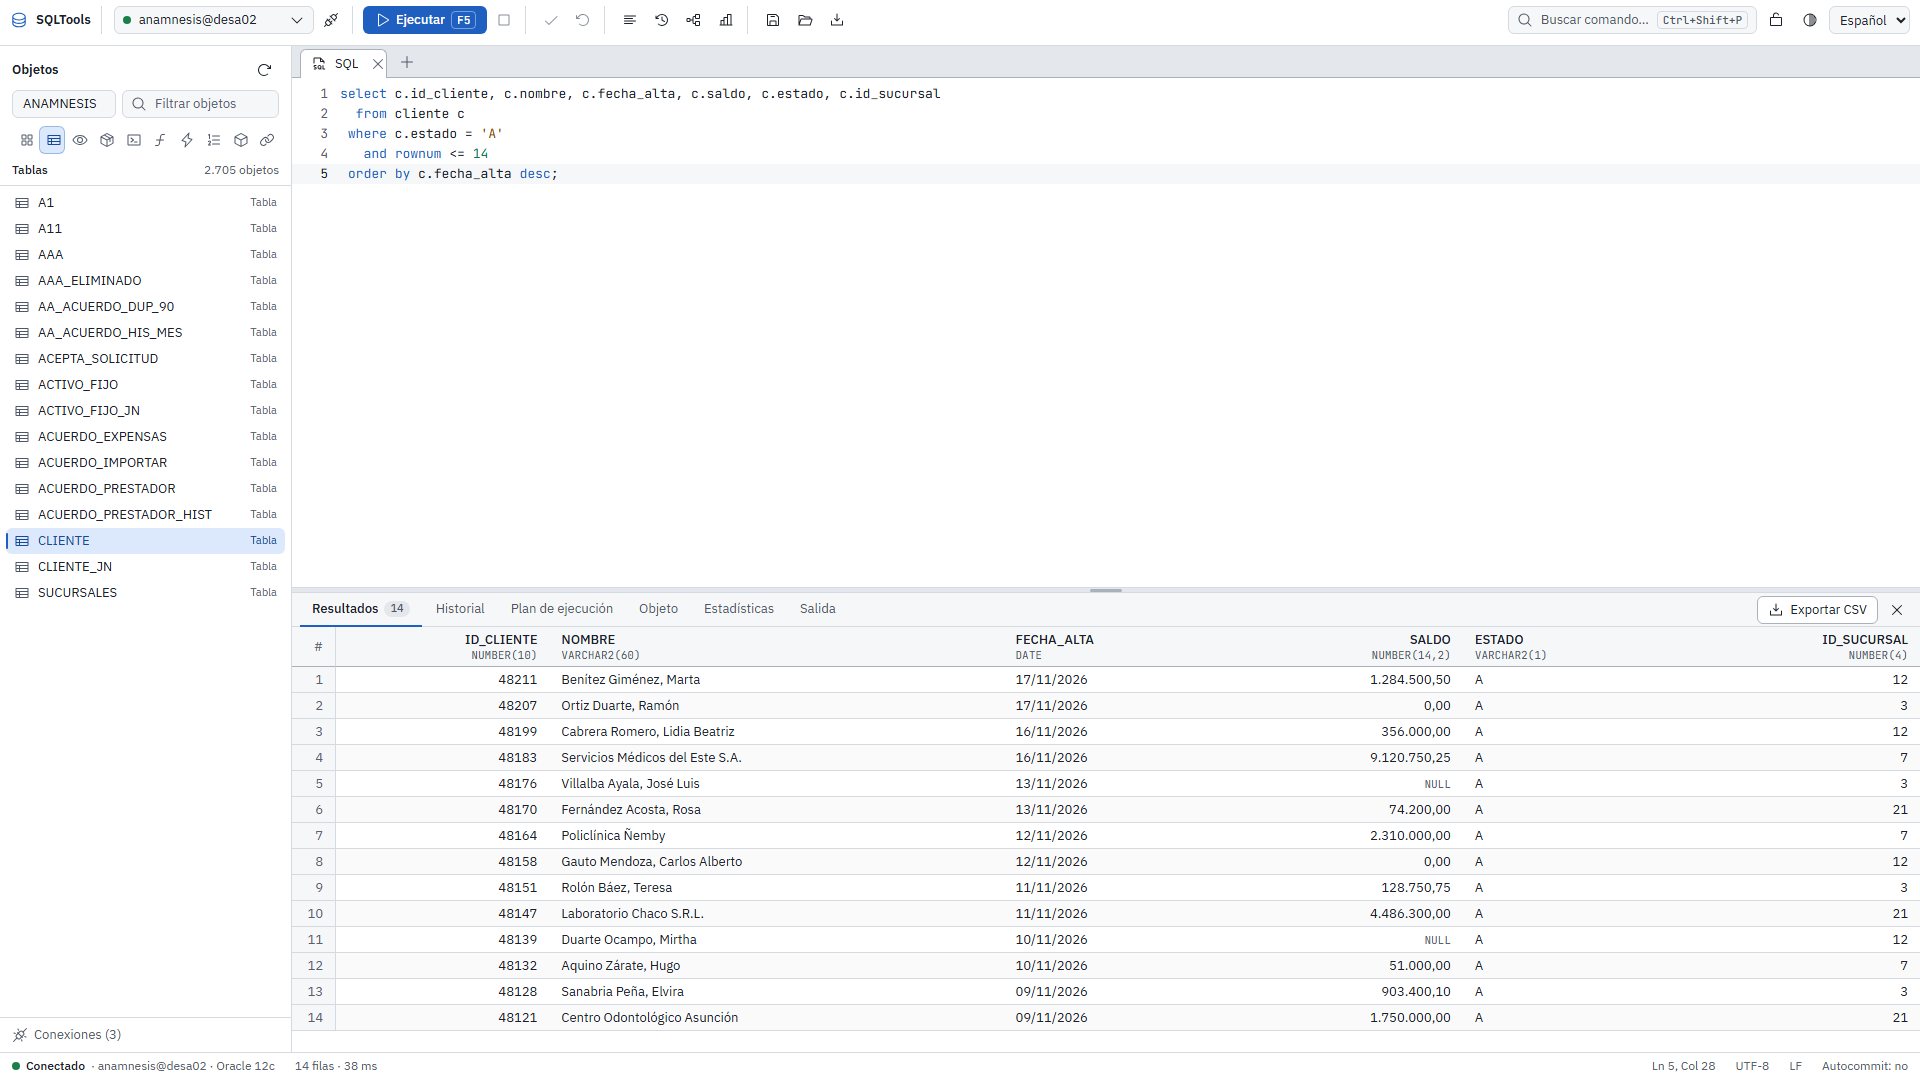 SQLTools
anamnesis@desa02
Ejecutar F5
Buscar comando... Ctrl+Shift+P
Español
Objetos
ANAMNESIS
Filtrar objetos
Tablas 2.705 objetos
A1 Tabla
A11 Tabla
AAA Tabla
AAA_ELIMINADO Tabla
AA_ACUERDO_DUP_90 Tabla
AA_ACUERDO_HIS_MES Tabla
ACEPTA_SOLICITUD Tabla
ACTIVO_FIJO Tabla
ACTIVO_FIJO_JN Tabla
ACUERDO_EXPENSAS Tabla
ACUERDO_IMPORTAR Tabla
ACUERDO_PRESTADOR Tabla
ACUERDO_PRESTADOR_HIST Tabla
CLIENTE Tabla
CLIENTE_JN Tabla
SUCURSALES Tabla
Conexiones (3)
SQL
1 select c.id_cliente, c.nombre, c.fecha_alta, c.saldo, c.estado, c.id_sucursal
2 from cliente c
3 where c.estado = 'A'
4 and rownum <= 14
5 order by c.fecha_alta desc;
Resultados 14 Historial Plan de ejecución Objeto Estadísticas Salida Exportar CSV
# ID_CLIENTE NOMBRE FECHA_ALTA SALDO ESTADO ID_SUCURSAL
NUMBER(10) VARCHAR2(60) DATE NUMBER(14,2) VARCHAR2(1) NUMBER(4)
1 48211 Benítez Giménez, Marta 17/11/2026 1.284.500,50 A 12
2 48207 Ortiz Duarte, Ramón 17/11/2026 0,00 A 3
3 48199 Cabrera Romero, Lidia Beatriz 16/11/2026 356.000,00 A 12
4 48183 Servicios Médicos del Este S.A. 16/11/2026 9.120.750,25 A 7
5 48176 Villalba Ayala, José Luis 13/11/2026 NULL A 3
6 48170 Fernández Acosta, Rosa 13/11/2026 74.200,00 A 21
7 48164 Policlínica Ñemby 12/11/2026 2.310.000,00 A 7
8 48158 Gauto Mendoza, Carlos Alberto 12/11/2026 0,00 A 12
9 48151 Rolón Báez, Teresa 11/11/2026 128.750,75 A 3
10 48147 Laboratorio Chaco S.R.L. 11/11/2026 4.486.300,00 A 21
11 48139 Duarte Ocampo, Mirtha 10/11/2026 NULL A 12
12 48132 Aquino Zárate, Hugo 10/11/2026 51.000,00 A 7
13 48128 Sanabria Peña, Elvira 09/11/2026 903.400,10 A 3
14 48121 Centro Odontológico Asunción 09/11/2026 1.750.000,00 A 21
Conectado · anamnesis@desa02 · Oracle 12c 14 filas · 38 ms Ln 5, Col 28 UTF-8 LF Autocommit: no